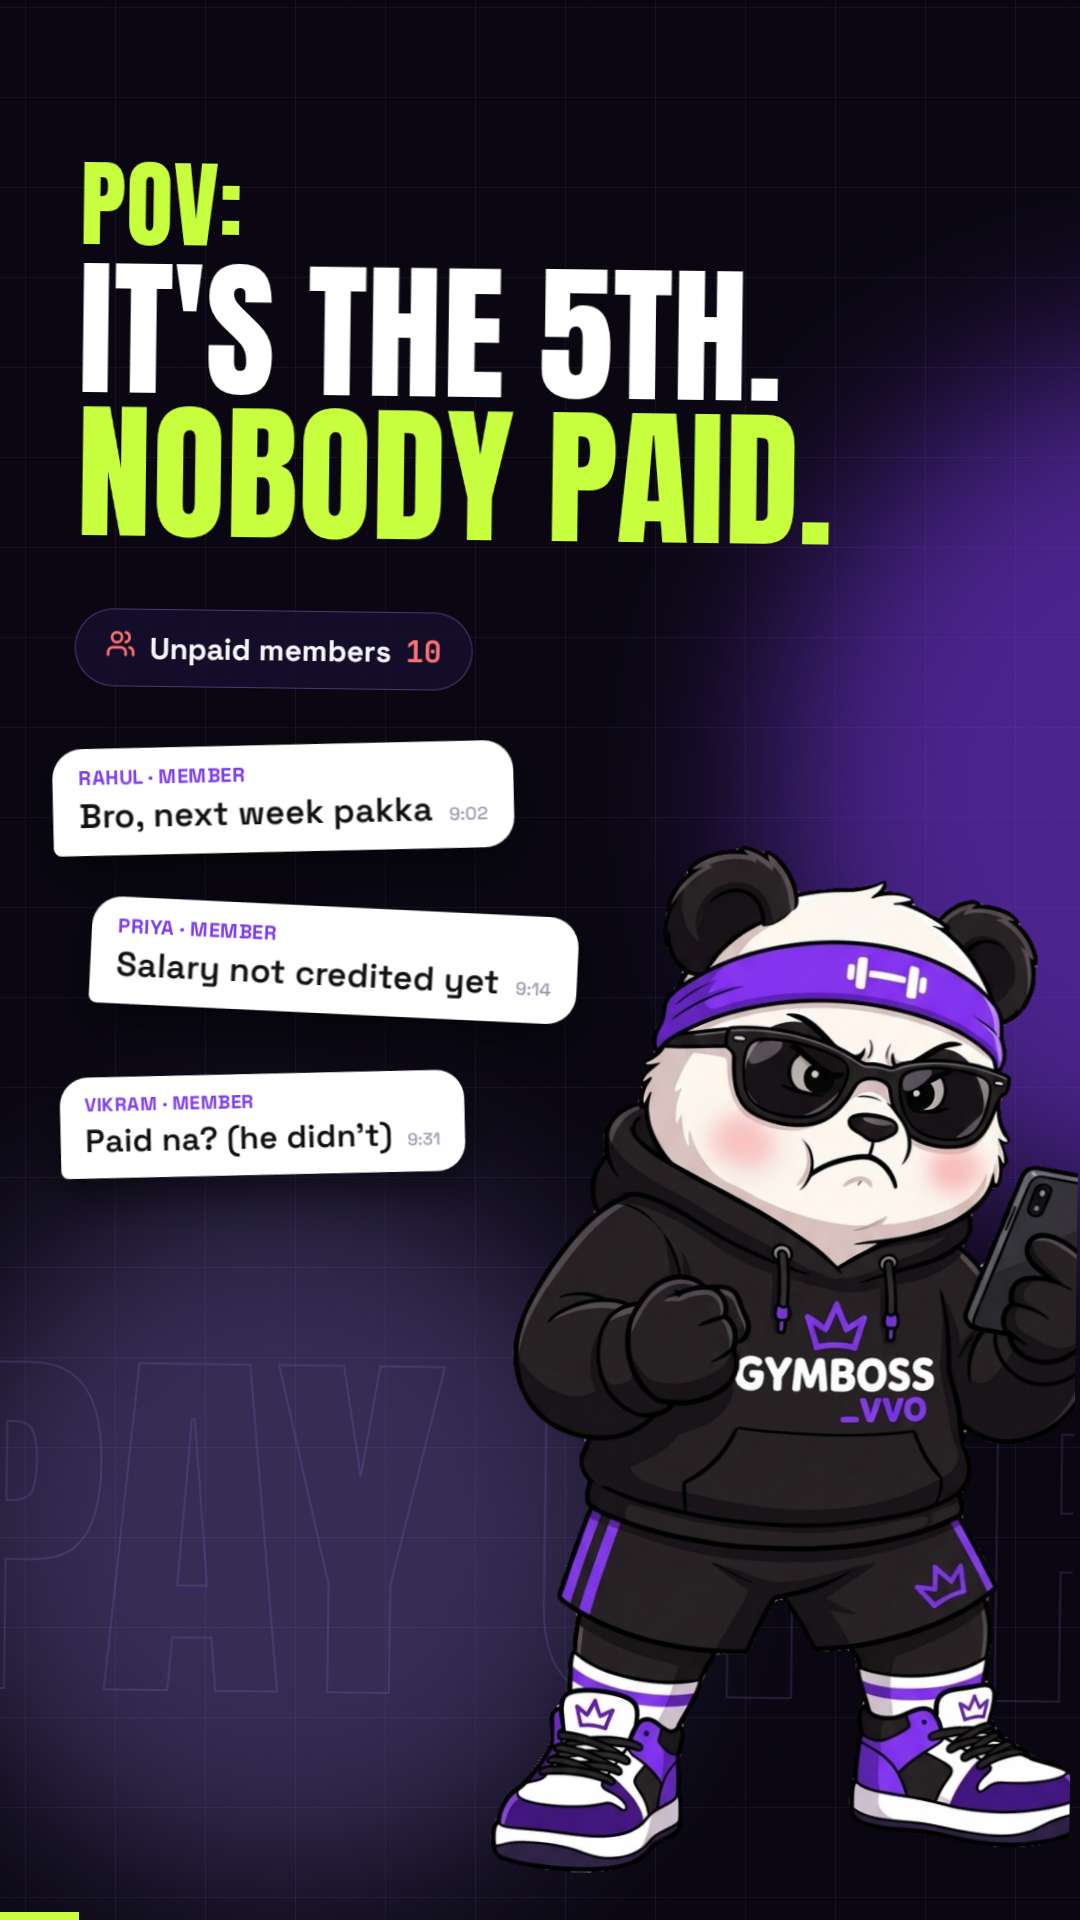 POV:
IT'S THE 5TH.
NOBODY PAID.
Unpaid members 10
RAHUL · MEMBER
Bro, next week pakka 9:02
PRIYA · MEMBER
Salary not credited yet 9:14
VIKRAM · MEMBER
Paid na? (he didn't) 9:31
GYMBOSS
_VVO
PAY